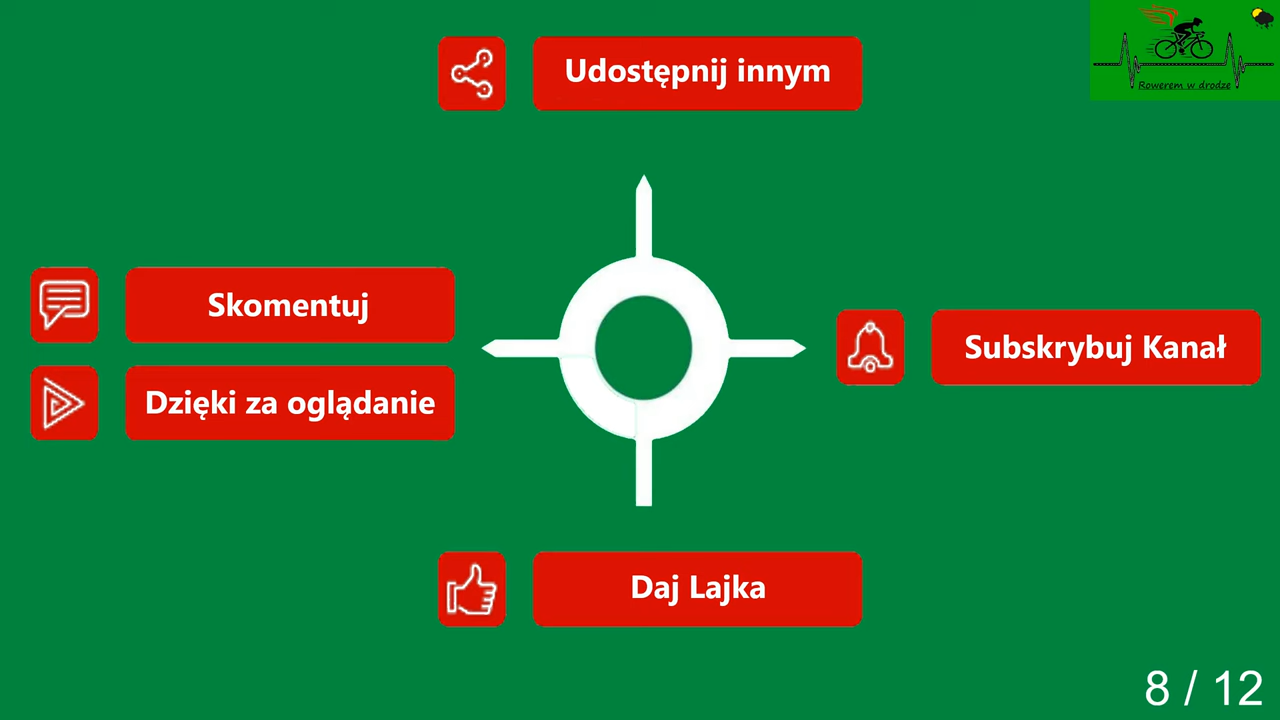 Udostępnij innym
Rowerem w drodze
Skomentuj
Dzięki za oglądanie
Subskrybuj Kanał
Daj Lajka
8 / 12